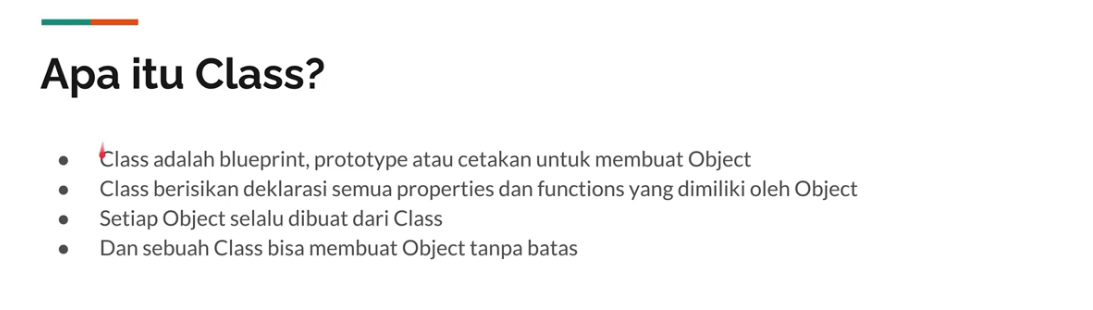 Apa itu Class?
● Class adalah blueprint, prototype atau cetakan untuk membuat Object
● Class berisikan deklarasi semua properties dan functions yang dimiliki oleh Object
● Setiap Object selalu dibuat dari Class
● Dan sebuah Class bisa membuat Object tanpa batas